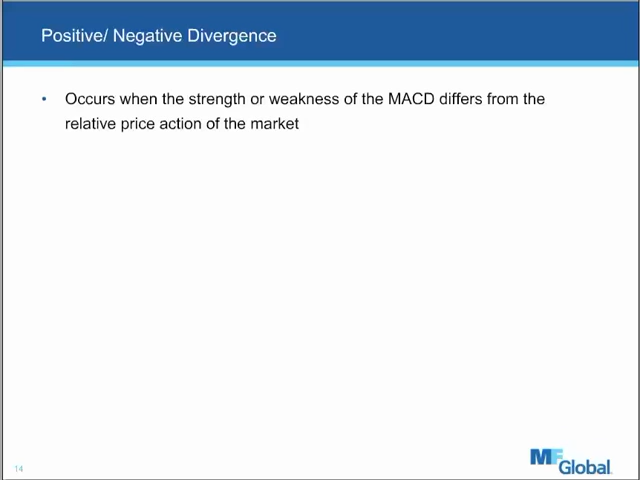 Positive/ Negative Divergence
• Occurs when the strength or weakness of the MACD differs from the
relative price action of the market
14
MF
Global